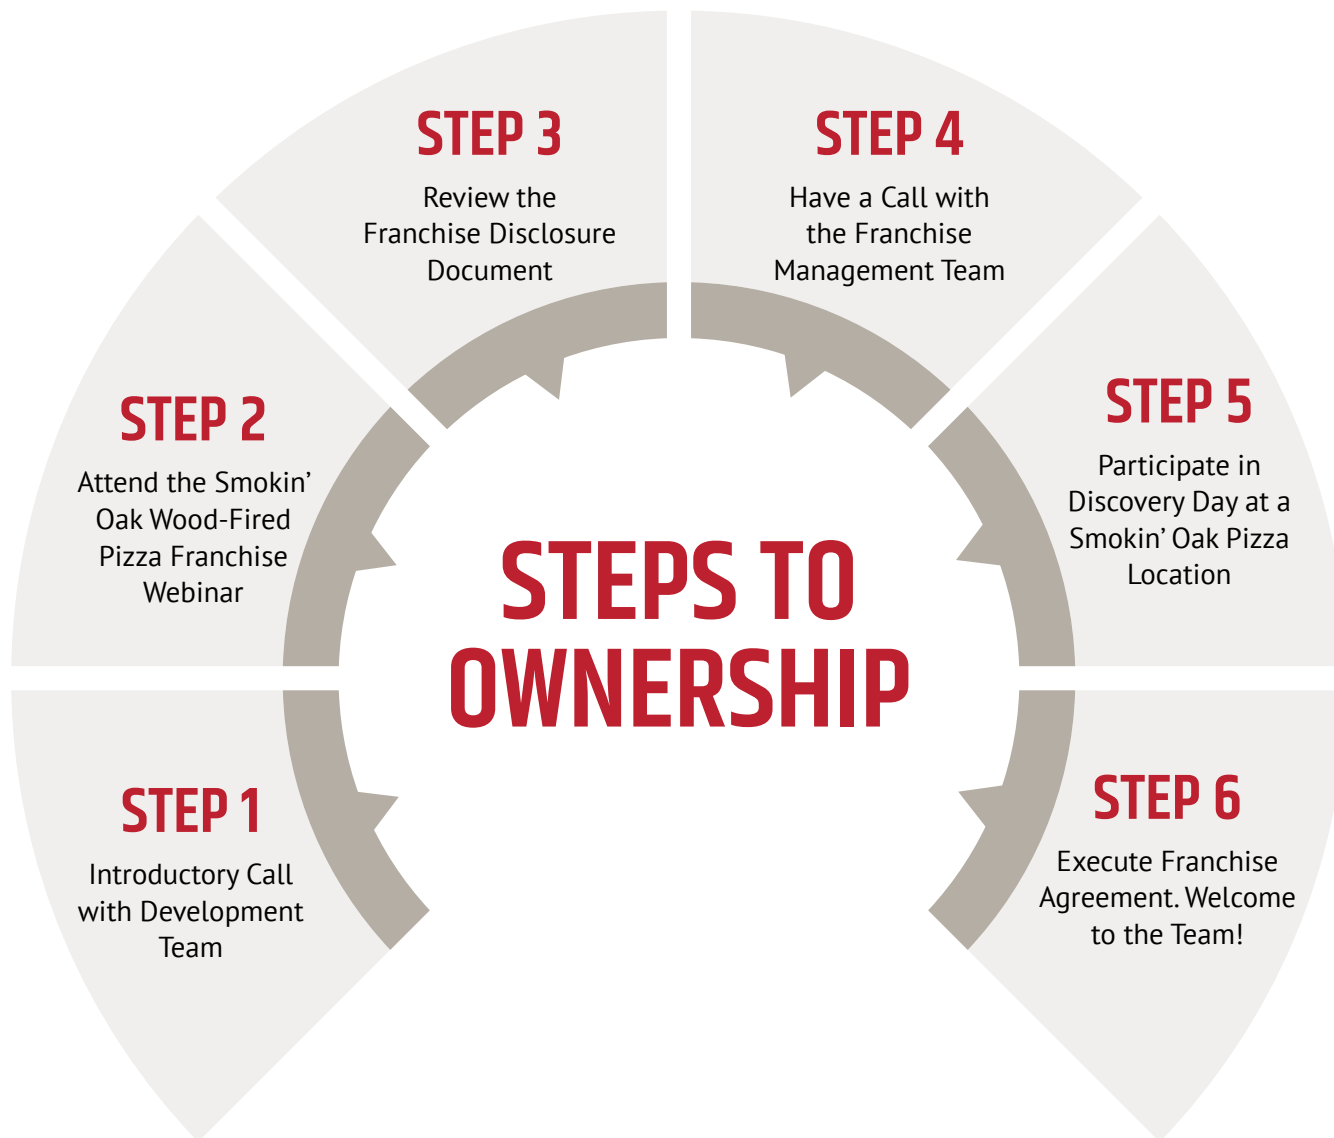 STEPS TO
OWNERSHIP
STEP 1
Introductory Call
with Development
Team
STEP 2
Attend the Smokin’
Oak Wood-Fired
Pizza Franchise
Webinar
STEP 3
Review the
Franchise Disclosure
Document
STEP 4
Have a Call with
the Franchise
Management Team
STEP 5
Participate in
Discovery Day at a
Smokin’ Oak Pizza
Location
STEP 6
Execute Franchise
Agreement. Welcome
to the Team!